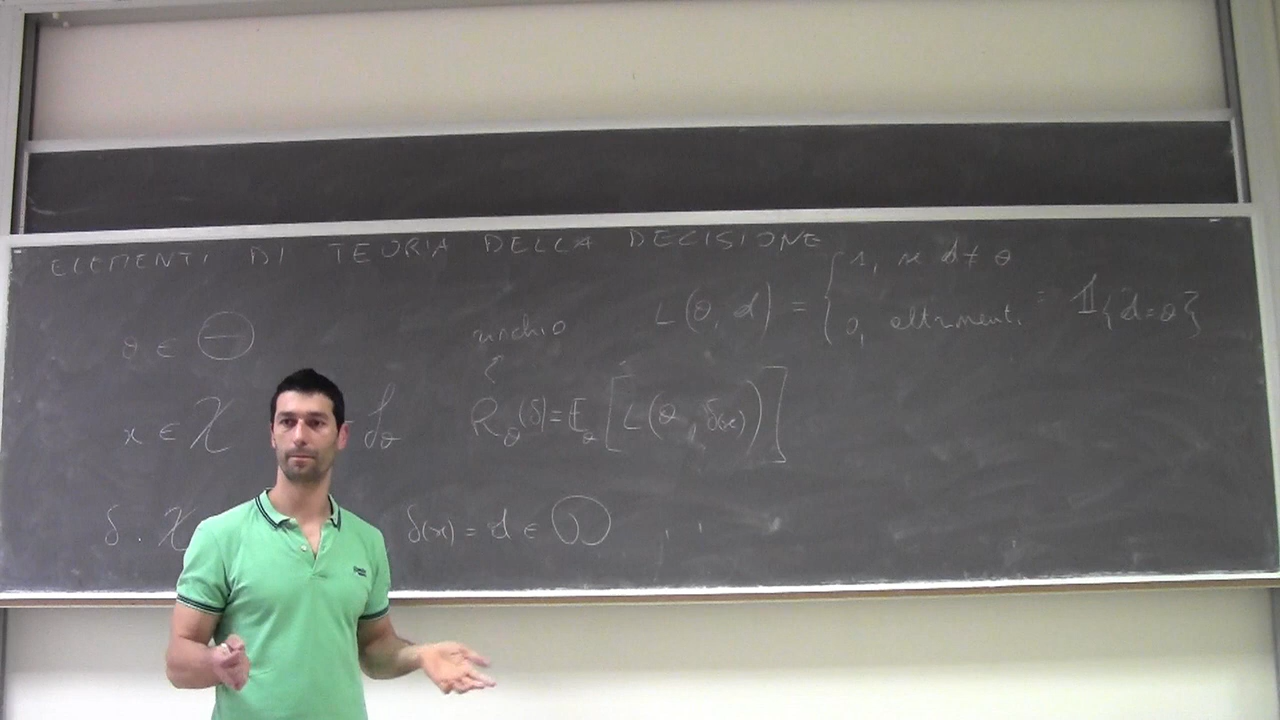 ELEMENTI DI TEORIA DELLA DECISIONE
L(θ, d) = { 1, se d ≠ θ
0, altrimenti = 𝟙{d=θ}
θ ∈ Θ
rischio
x ∈ 𝒳 f_θ
R_θ(δ) = E_θ [L(θ, δ(x))]
δ : 𝒳 δ(x) = d ∈ D